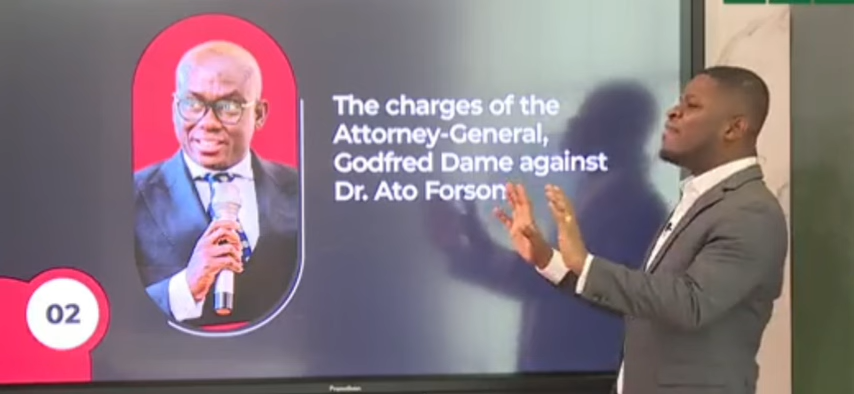 The charges of the
Attorney-General,
Godfred Dame against
Dr. Ato Forson
02